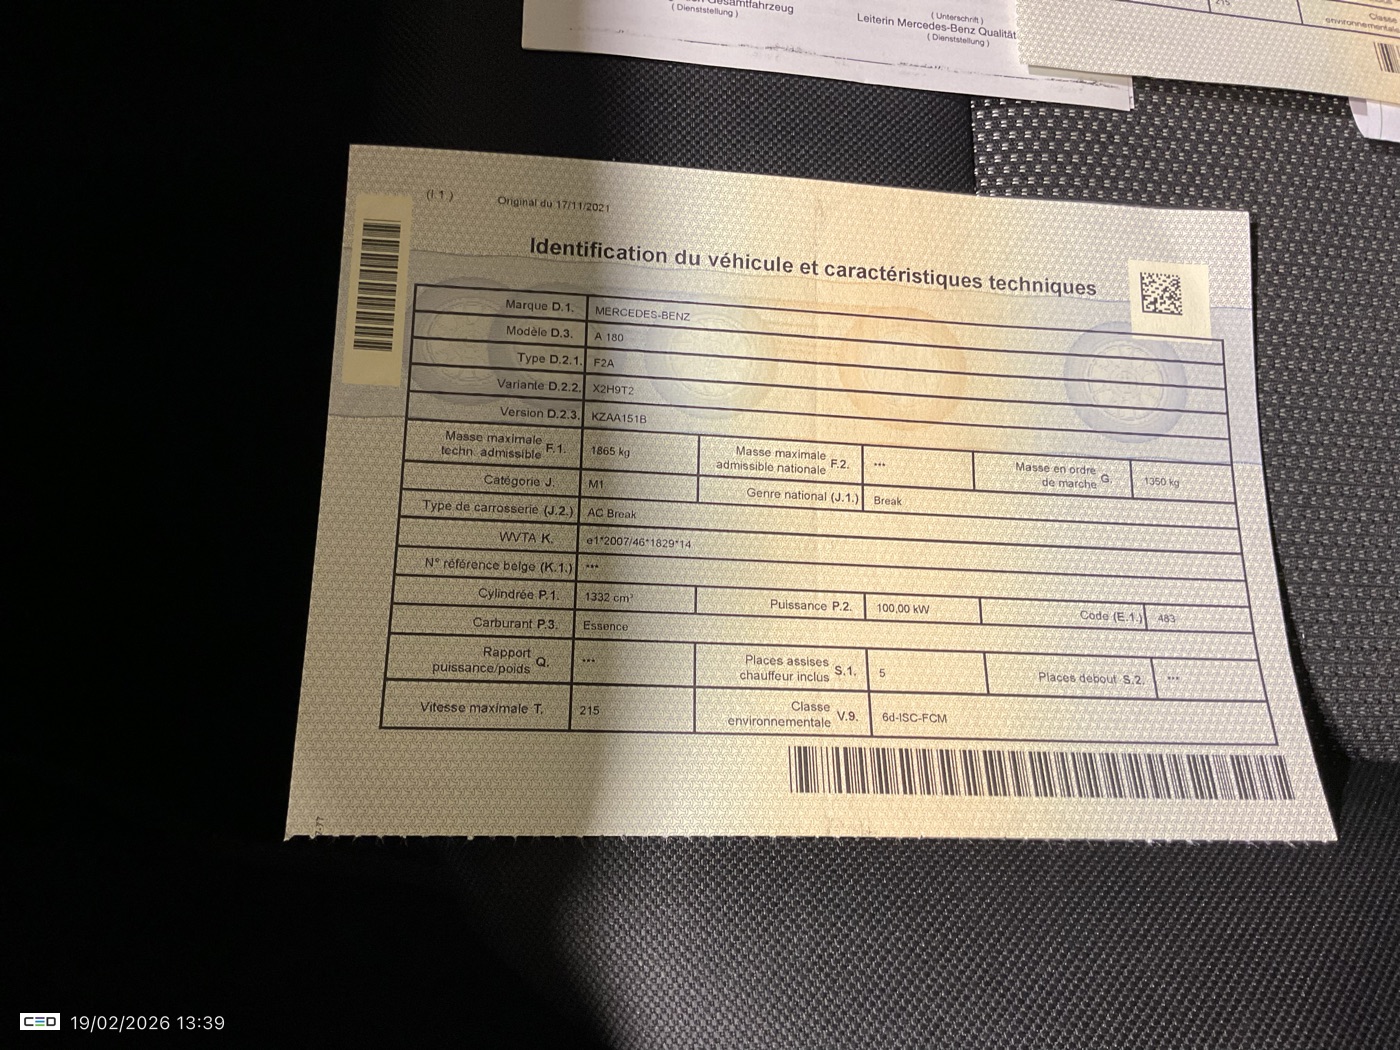 Gesamtfahrzeug
( Dienststellung )
( Unterschrift )
Leiterin Mercedes-Benz Qualität
( Dienststellung )
215
Classe
environnementale
(I.1.)
Original du 17/11/2021
Identification du véhicule et caractéristiques techniques
Marque D.1. MERCEDES-BENZ
Modèle D.3. A 180
Type D.2.1. F2A
Variante D.2.2. X2H9T2
Version D.2.3. KZAA151B
Masse maximale techn. admissible F.1. 1865 kg Masse maximale admissible nationale F.2. *** Masse en ordre de marche G. 1350 kg
Catégorie J. M1 Genre national (J.1.) Break
Type de carrosserie (J.2.) AC Break
WVTA K. e1*2007/46*1829*14
N° référence belge (K.1.) ***
Cylindrée P.1. 1332 cm³ Puissance P.2. 100,00 kW Code (E.1.) 483
Carburant P.3. Essence
Rapport puissance/poids Q. *** Places assises chauffeur inclus S.1. 5 Places debout S.2. ***
Vitesse maximale T. 215 Classe environnementale V.9. 6d-ISC-FCM
CED 19/02/2026 13:39